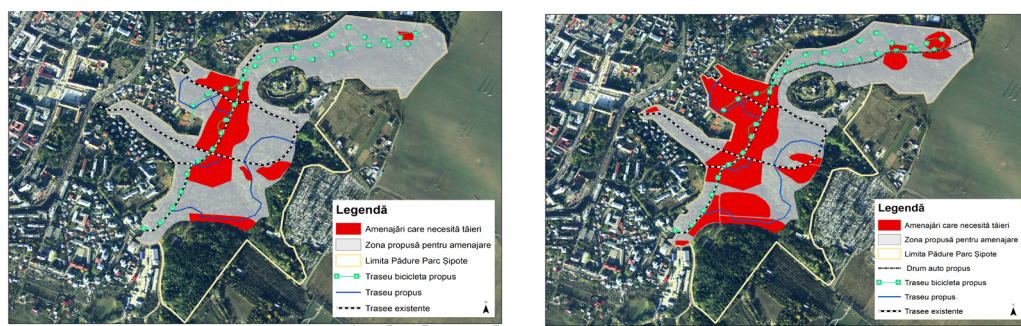 Legendă
Amenajări care necesită tăieri
Zona propusă pentru amenajare
Limita Pădure Parc Șipote
Traseu bicicleta propus
Traseu propus
Trasee existente
Legendă
Amenajări care necesită tăieri
Zona propusă pentru amenajare
Limita Pădure Parc Șipote
Drum auto propus
Traseu bicicleta propus
Traseu propus
Trasee existente